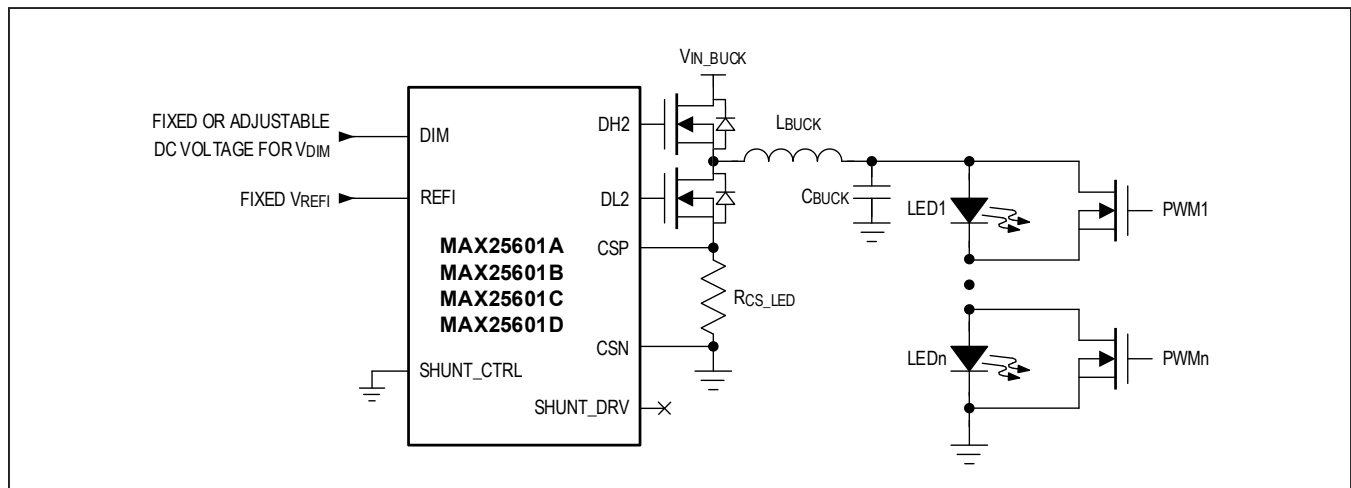 VIN_BUCK
FIXED OR ADJUSTABLE
DC VOLTAGE FOR VDIM
DIM
DH2
LBUCK
FIXED VREFI
REFI
DL2
CBUCK
LED1
PWM1
MAX25601A
MAX25601B
MAX25601C
MAX25601D
CSP
RCS_LED
CSN
LEDn
PWMn
SHUNT_CTRL
SHUNT_DRV